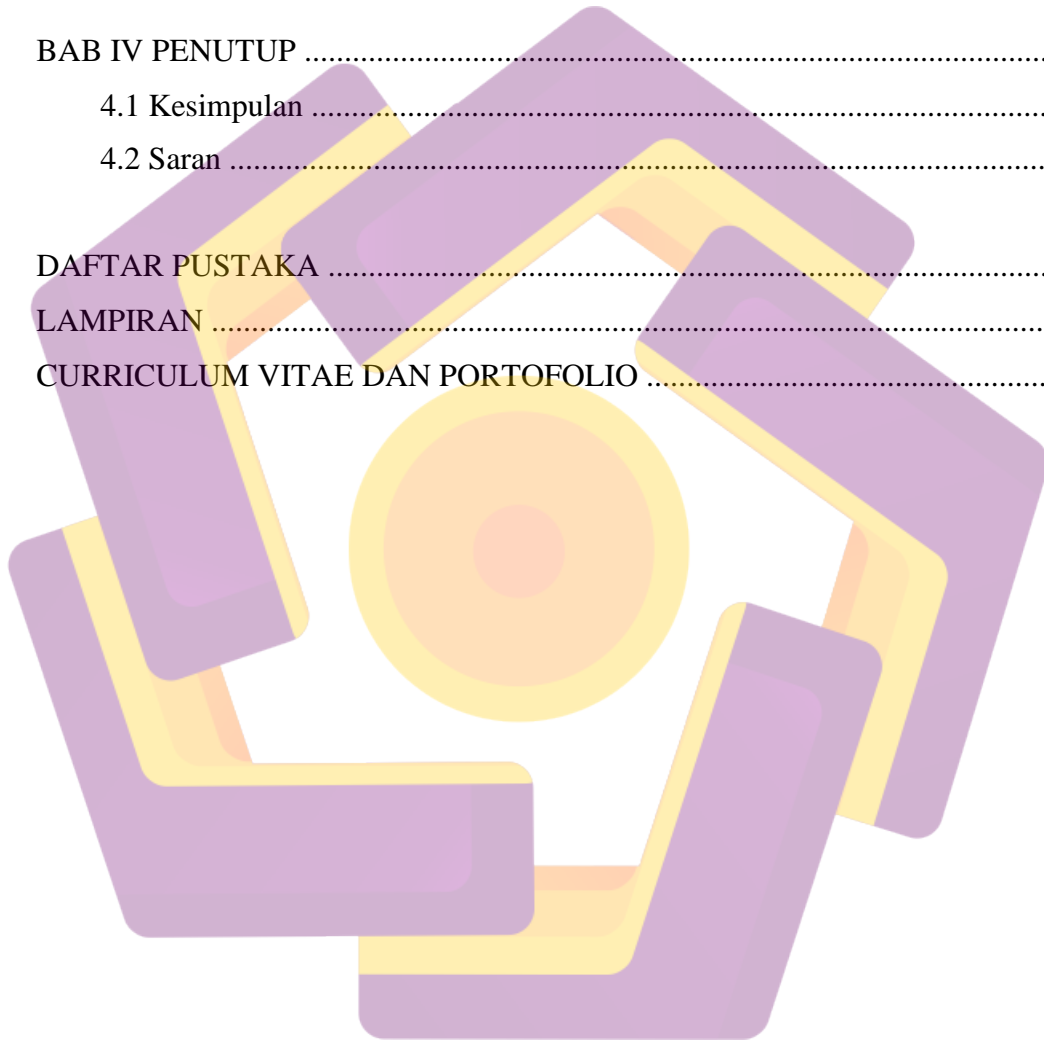 BAB IV PENUTUP ........................................................................................
4.1 Kesimpulan ........................................................................................
4.2 Saran ........................................................................................
DAFTAR PUSTAKA ........................................................................................
LAMPIRAN ........................................................................................
CURRICULUM VITAE DAN PORTOFOLIO ..................................................